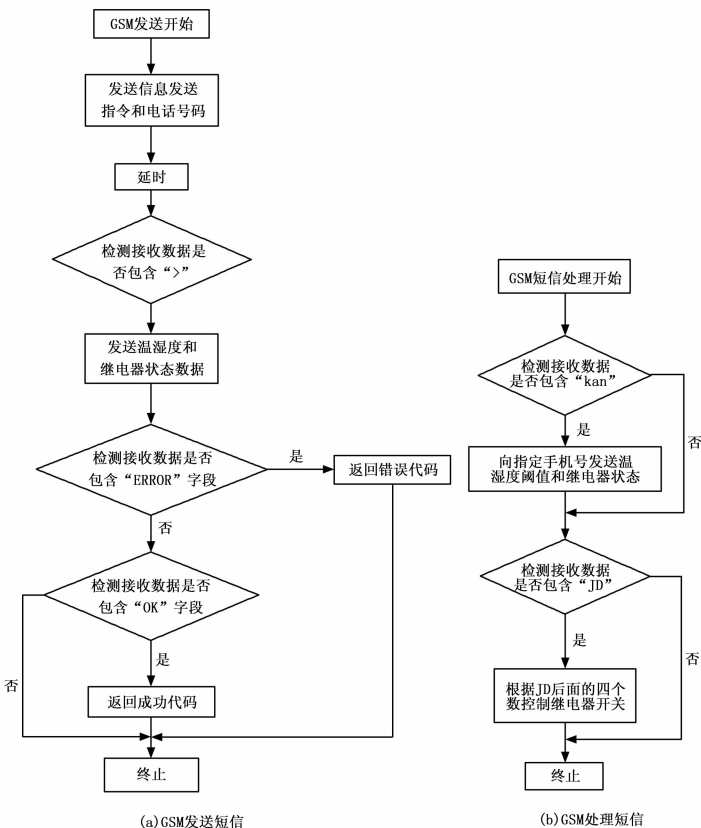 GSM发送开始
发送信息发送
指令和电话号码
延时
检测接收数据是
否包含“>”
发送温湿度和
继电器状态数据
检测接收数据是否
包含“ERROR”字段
是
返回错误代码
否
检测接收数据是否
包含“OK”字段
否
是
返回成功代码
终止
(a)GSM发送短信
GSM短信处理开始
检测接收数据
是否包含“kan”
是
否
向指定手机号发送温
湿度阈值和继电器状态
检测接收数据
是否包含“JD”
是
否
根据JD后面的四个
数控制继电器开关
终止
(b)GSM处理短信